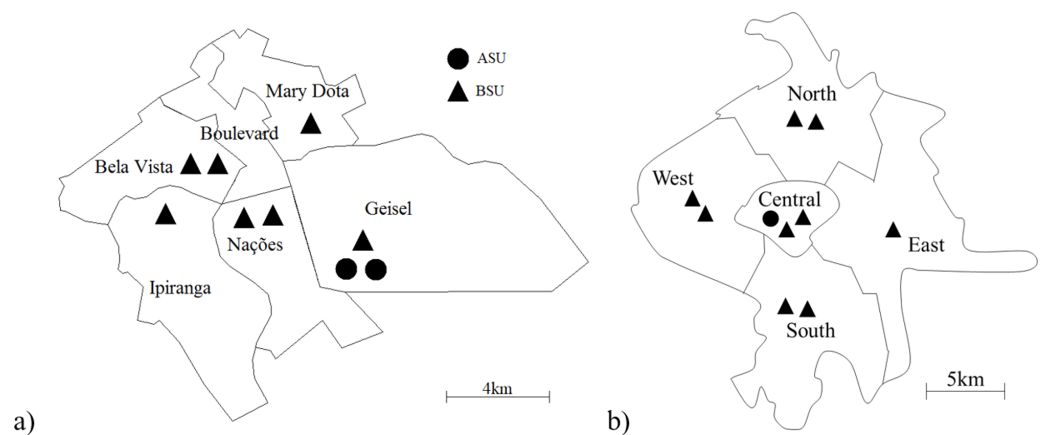 ASU
BSU
Mary Dota
Boulevard
Bela Vista
Geisel
Nações
Ipiranga
4km
a)
North
West
Central
East
South
5km
b)